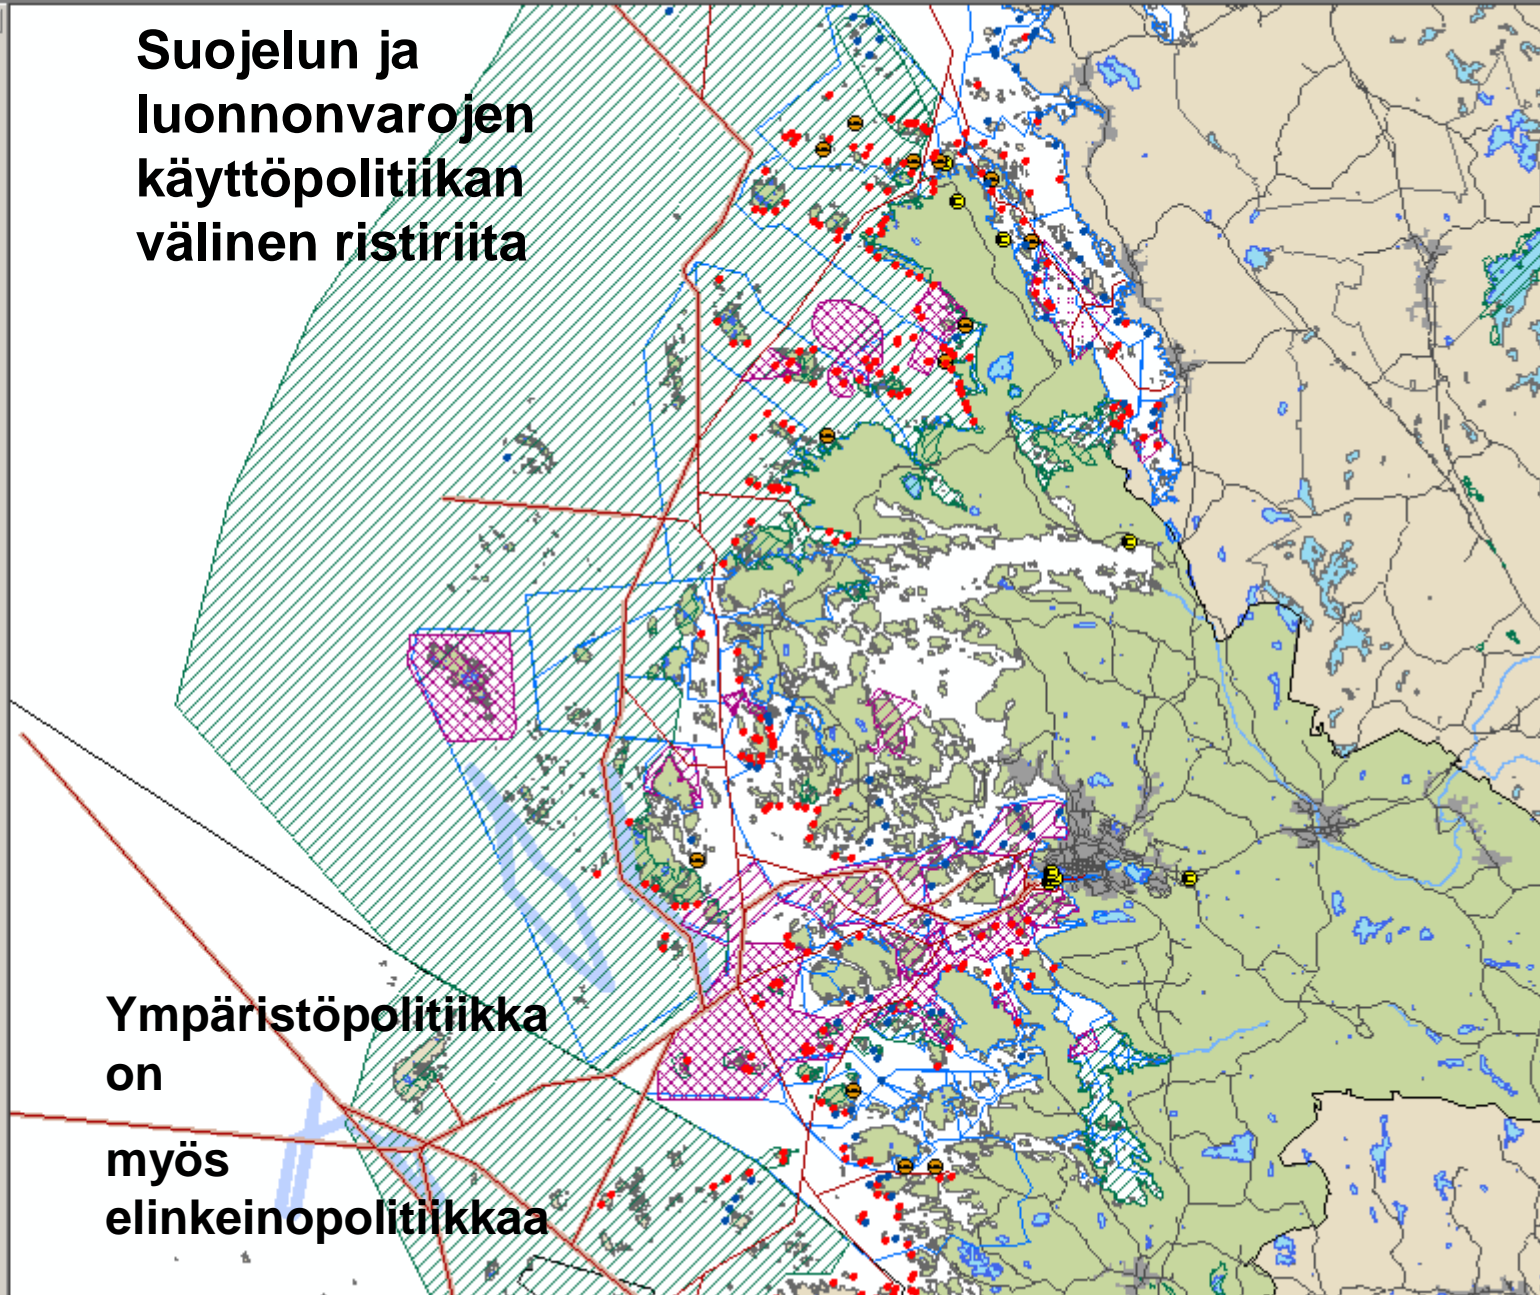 Suojelun ja
luonnonvarojen
käyttöpolitiikan
välinen ristiriita
Ympäristöpolitiikka
on
myös
elinkeinopolitiikkaa